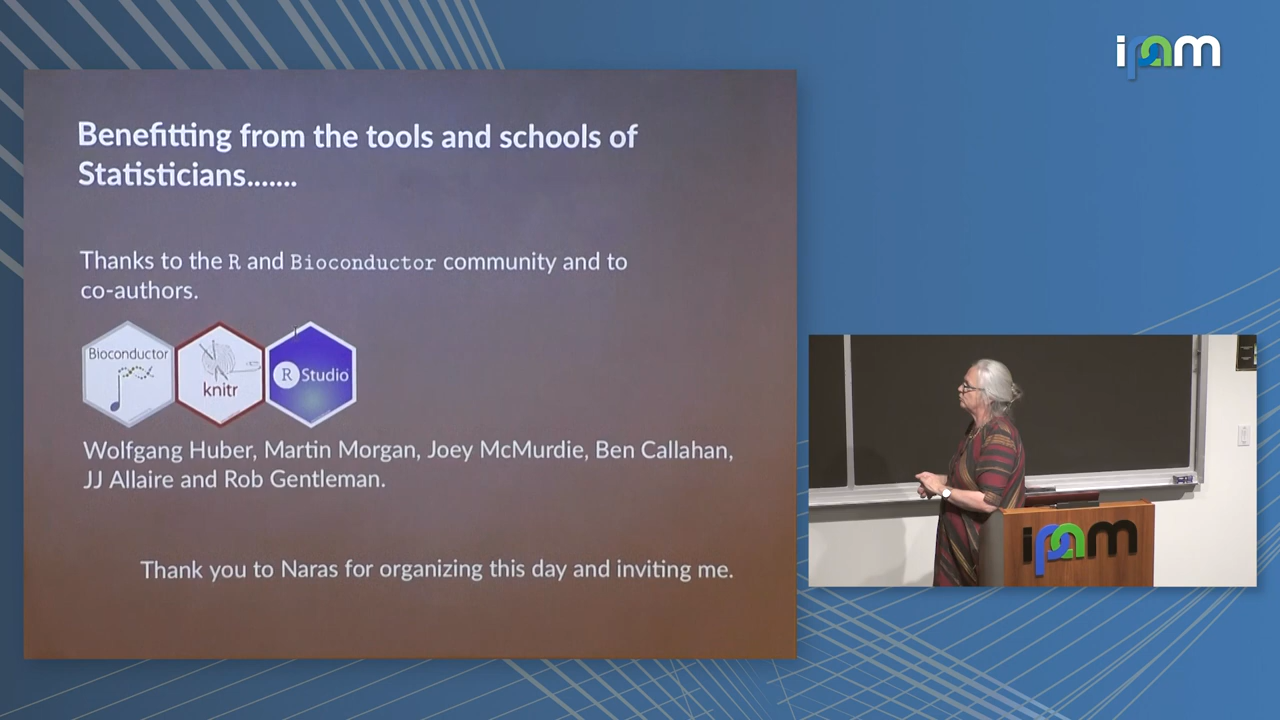 ipam
Benefitting from the tools and schools of
Statisticians.......
Thanks to the R and Bioconductor community and to
co-authors.
Bioconductor
knitr
R Studio
Wolfgang Huber, Martin Morgan, Joey McMurdie, Ben Callahan,
JJ Allaire and Rob Gentleman.
Thank you to Naras for organizing this day and inviting me.
ipam